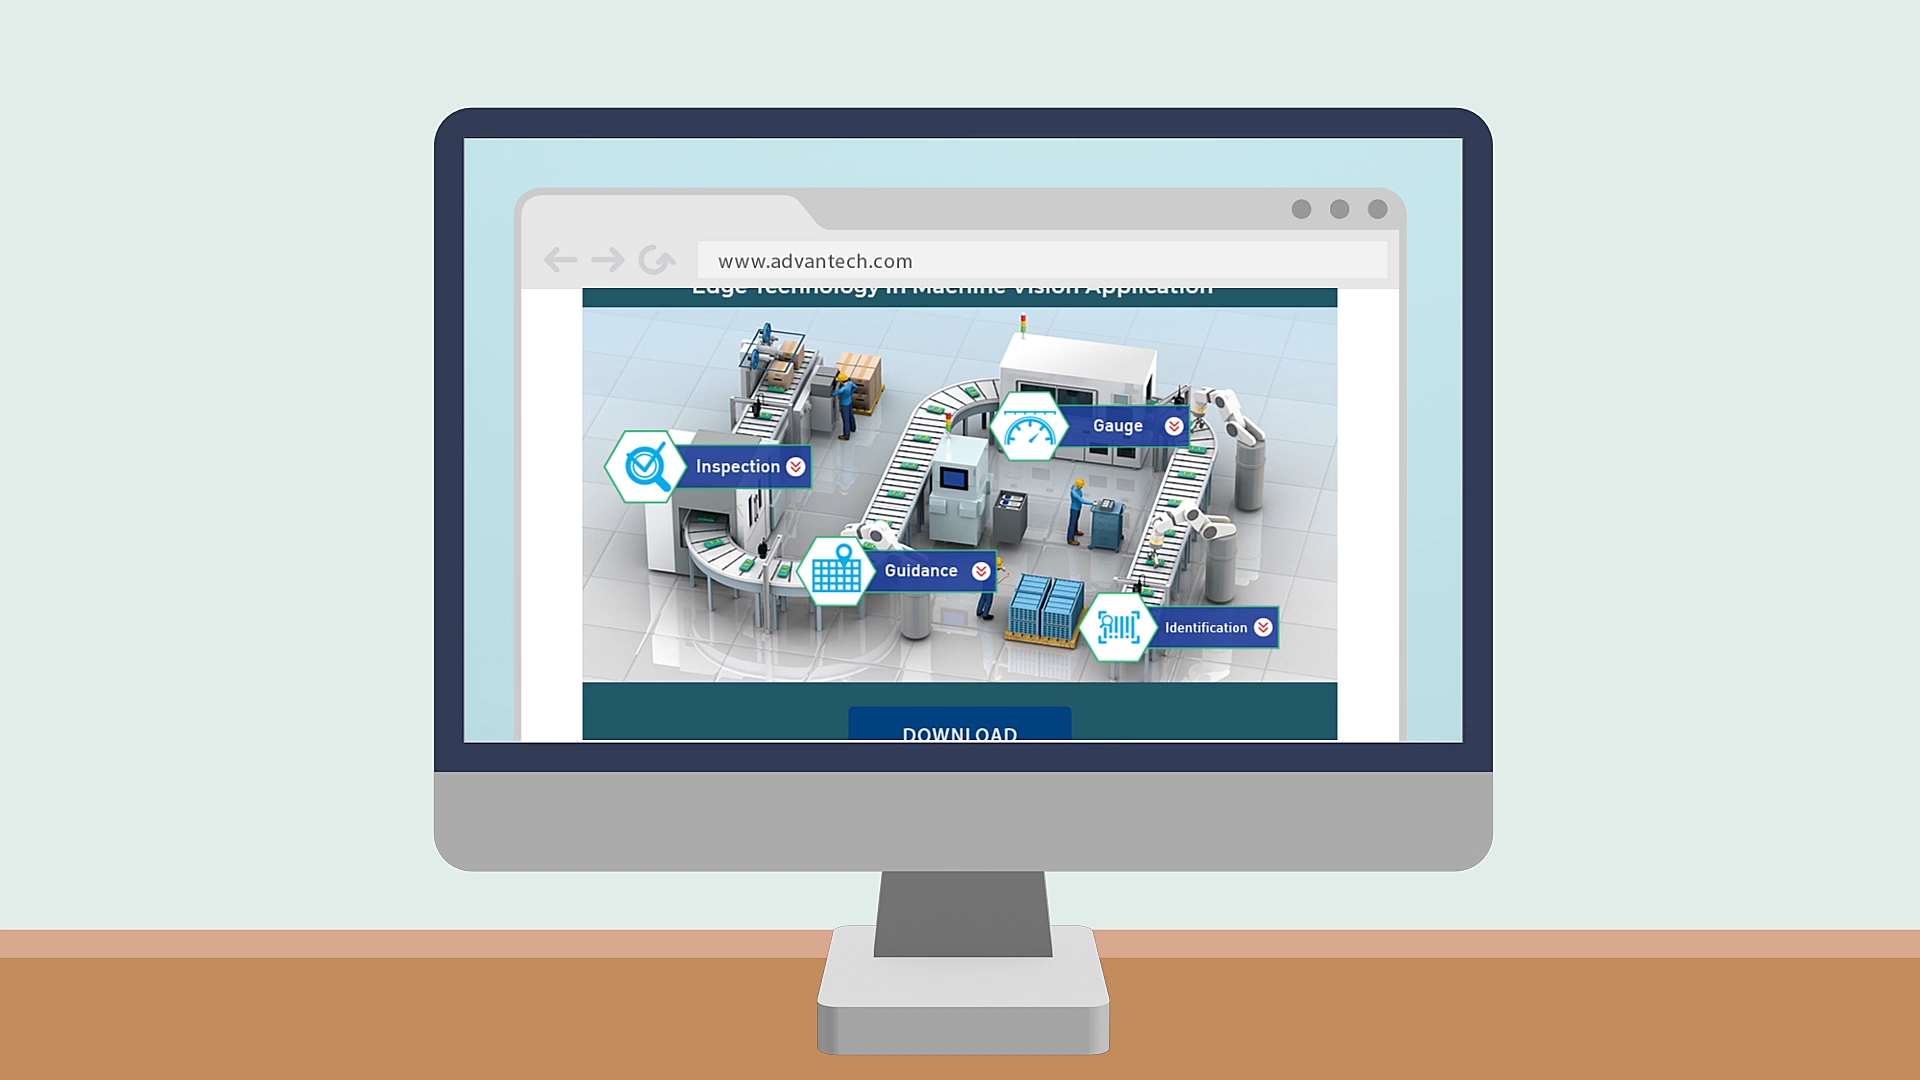 www.advantech.com
Edge Technology in Machine Vision Application
Gauge
Inspection
Guidance
Identification
DOWNLOAD